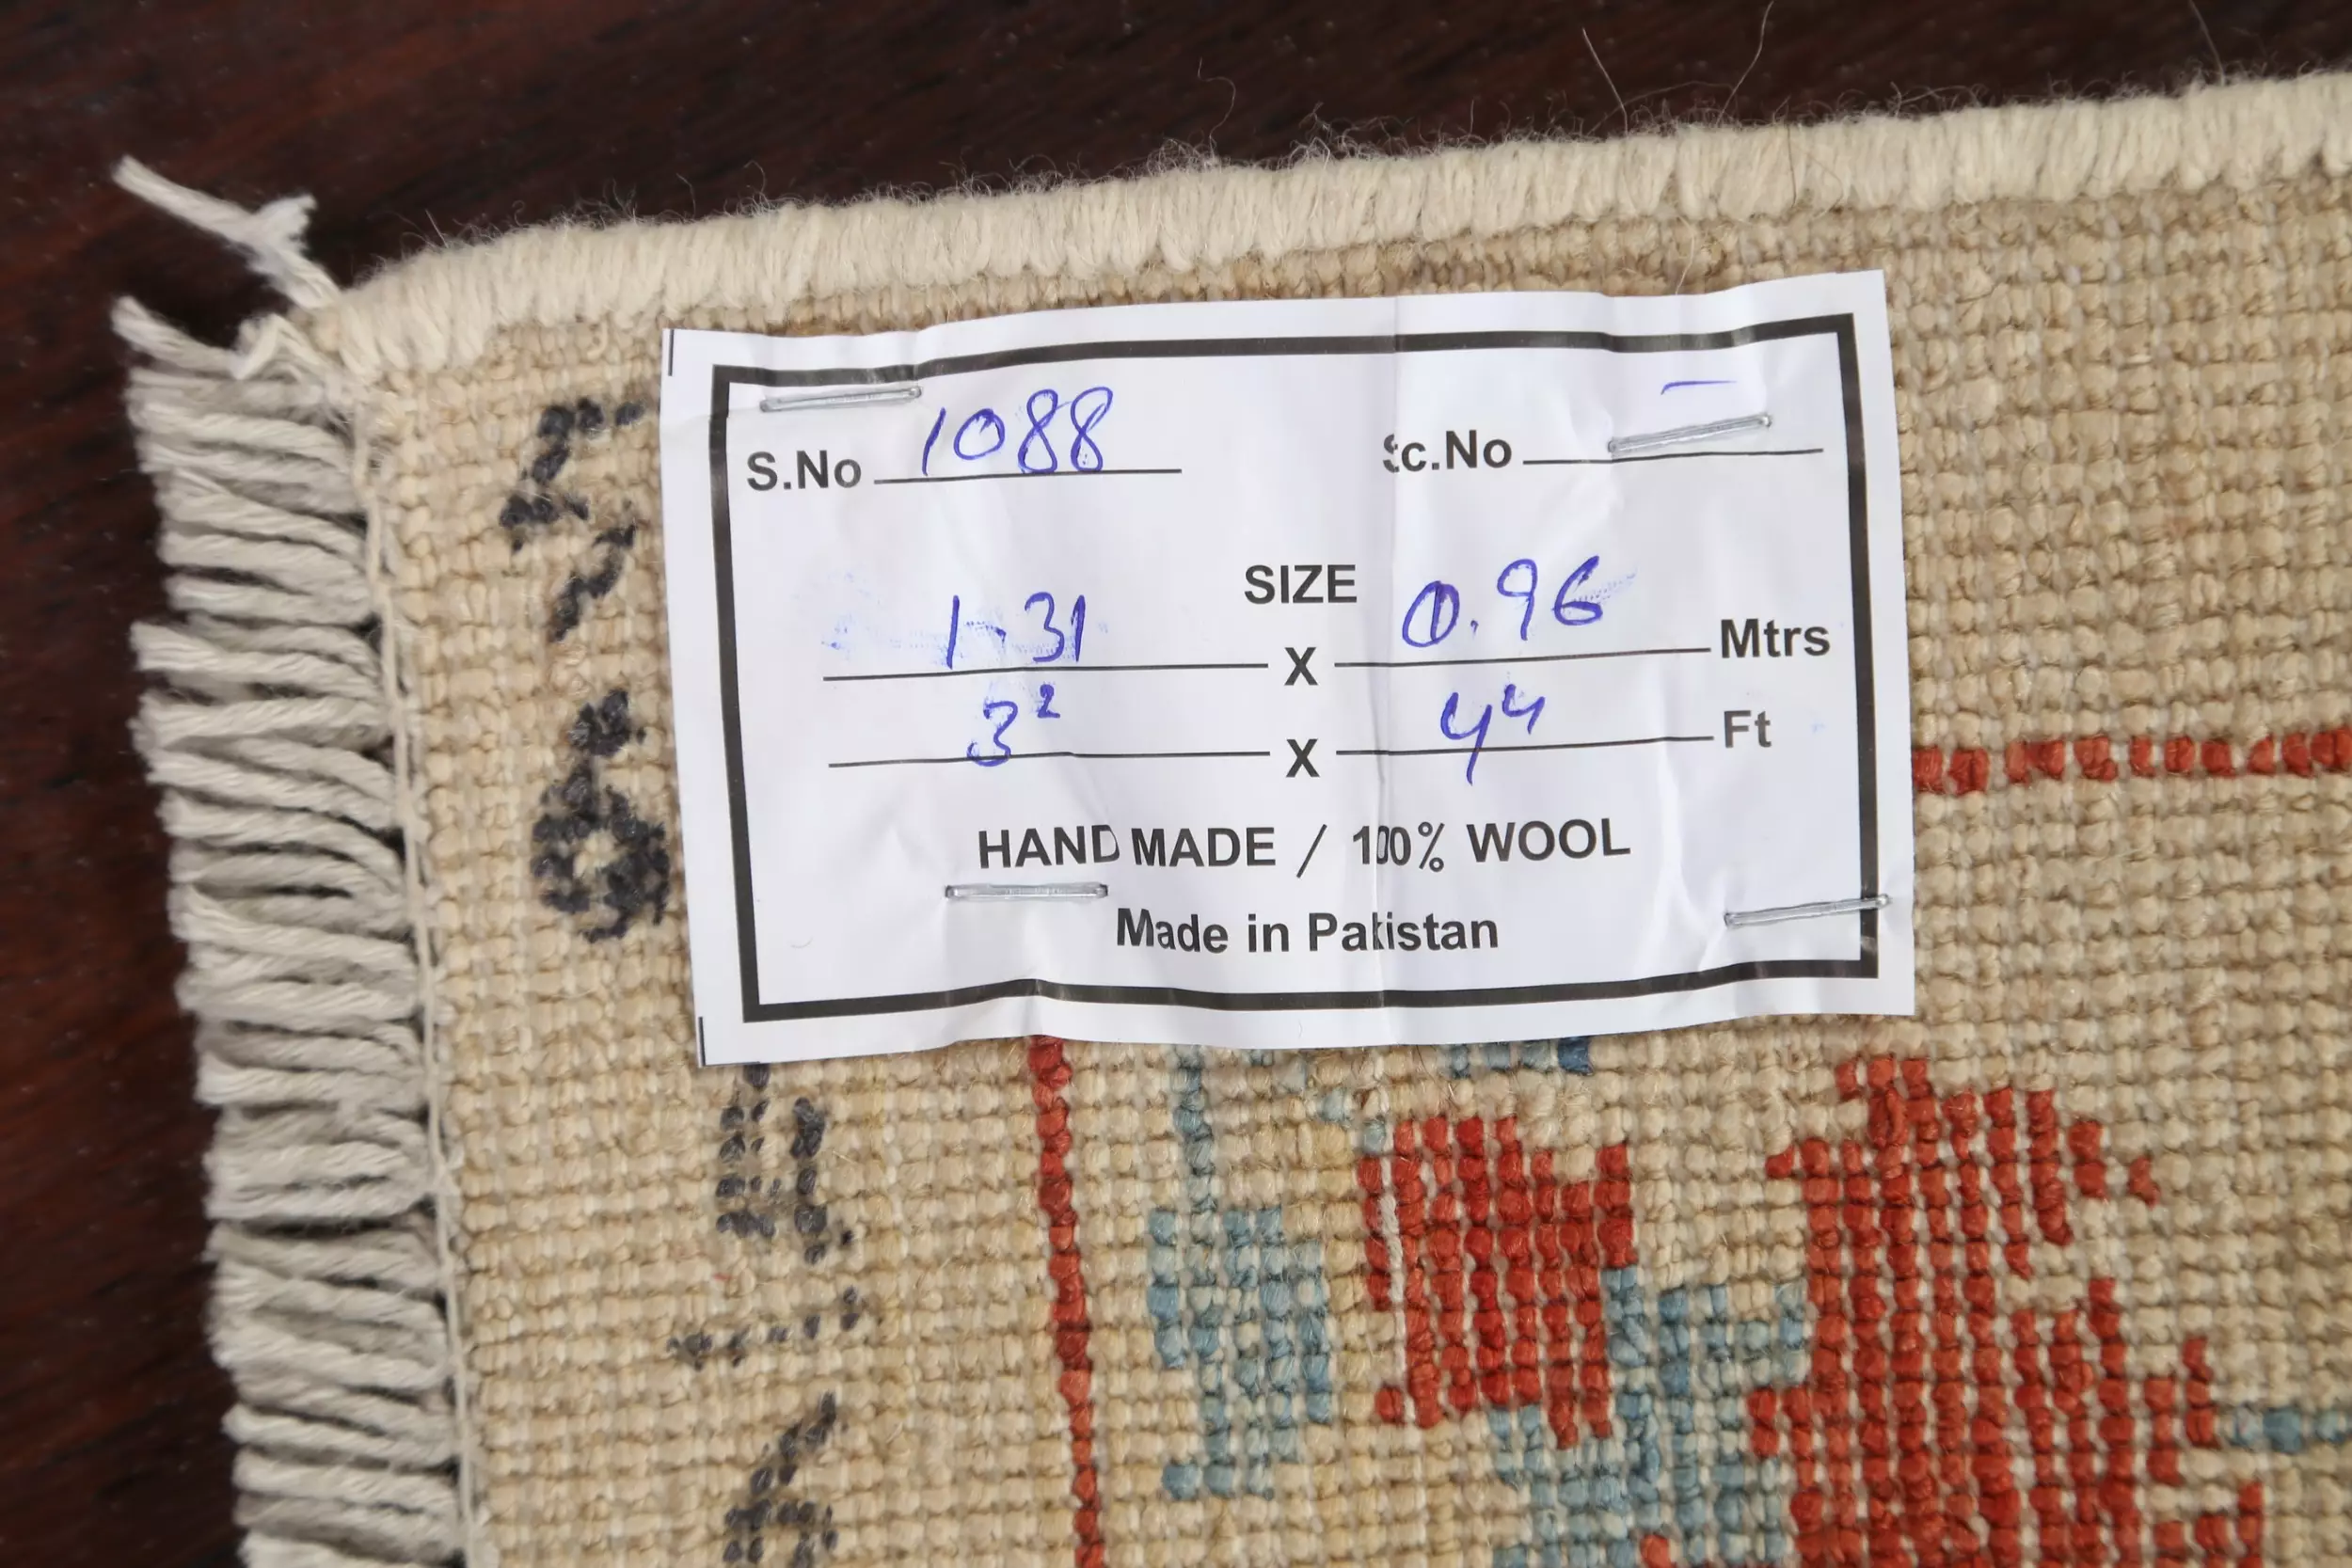 S.No 1088 Sc.No —
SIZE
1.31 X 0.96 Mtrs
3² X 4⁴ Ft
HAND MADE / 100% WOOL
Made in Pakistan